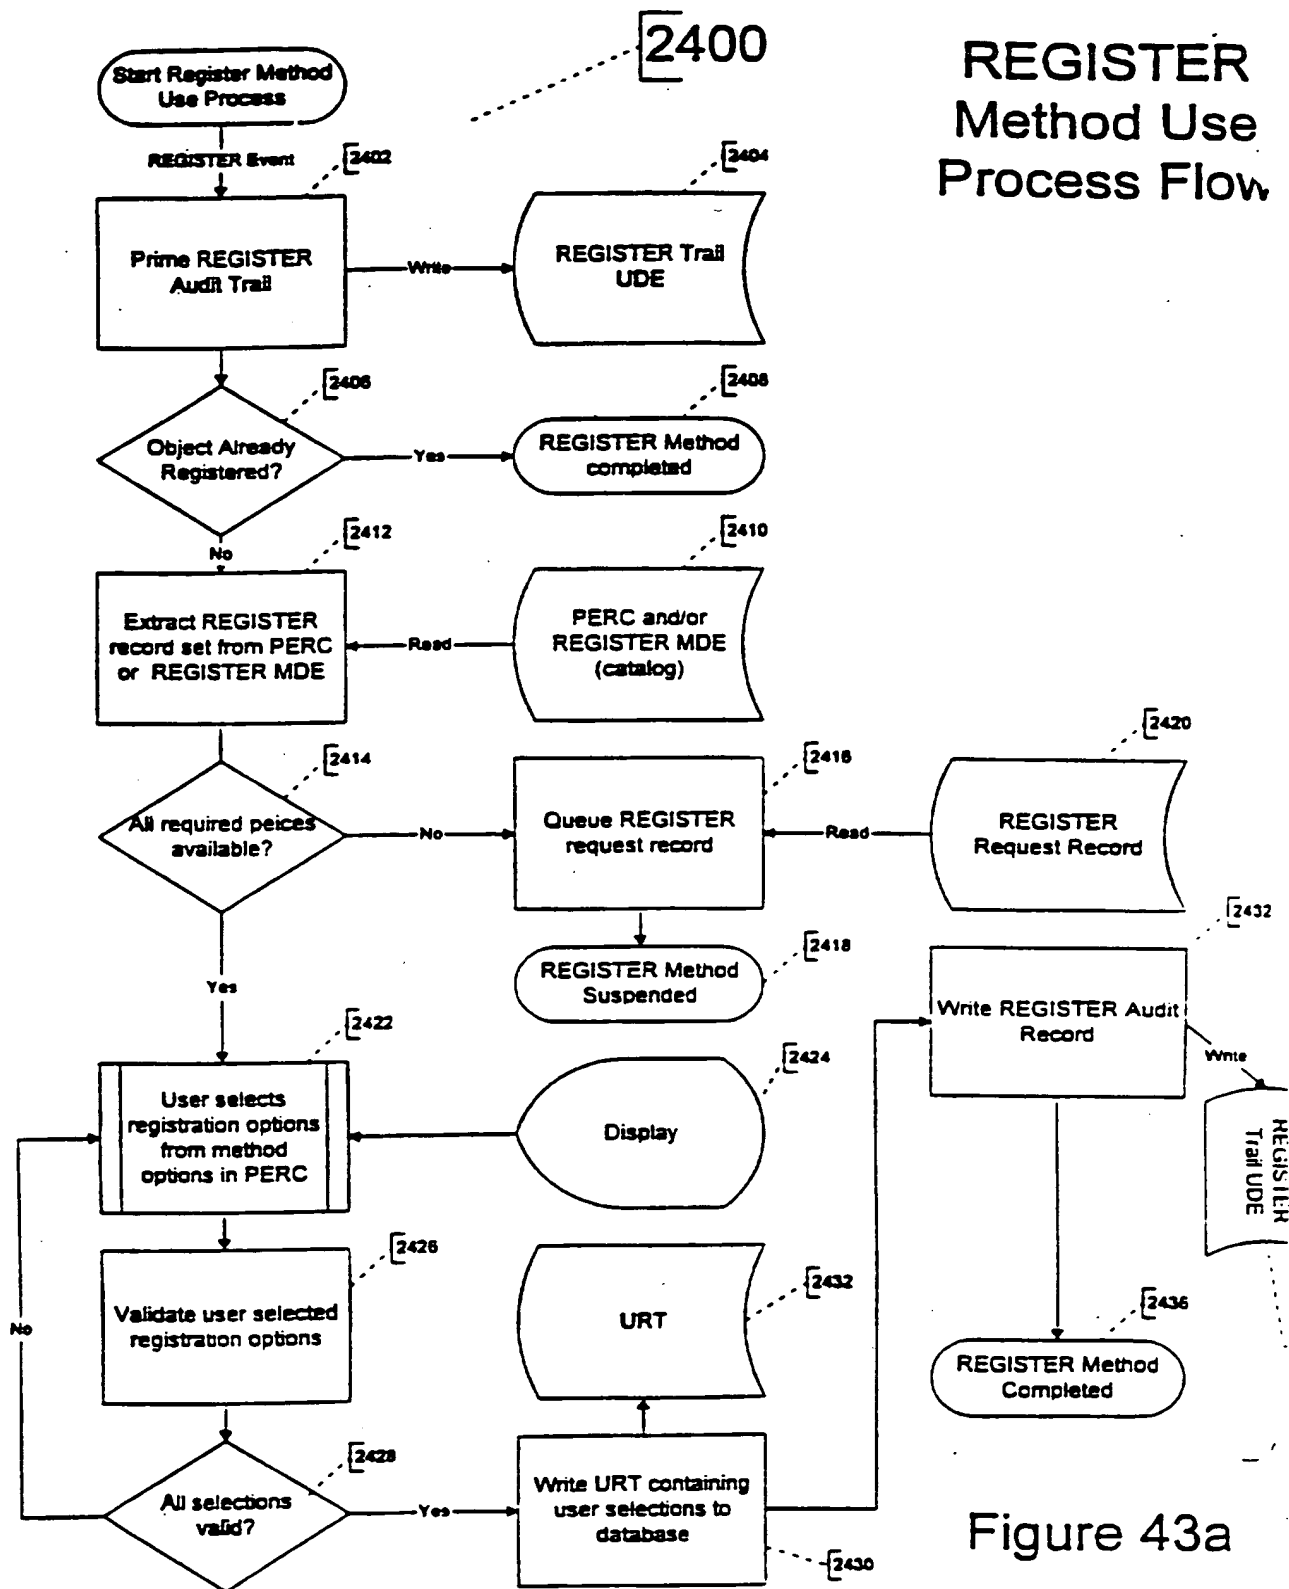 2400
REGISTER
Method Use
Process Flow
Start Register Method
Use Process
REGISTER Event
2402
Prime REGISTER
Audit Trail
Write
2404
REGISTER Trail
UDE
2406
Object Already
Registered?
Yes
2408
REGISTER Method
completed
No
2412
Extract REGISTER
record set from PERC
or REGISTER MDE
Read
2410
PERC and/or
REGISTER MDE
(catalog)
2414
All required peices
available?
No
2416
Queue REGISTER
request record
Read
2420
REGISTER
Request Record
2418
REGISTER Method
Suspended
Yes
2422
User selects
registration options
from method
options in PERC
2424
Display
2432
Write REGISTER Audit
Record
Write
REGISTER
Trail UDE
2426
Validate user selected
registration options
No
2432
URT
2436
REGISTER Method
Completed
2428
All selections
valid?
Yes
Write URT containing
user selections to
database
2430
Figure 43a